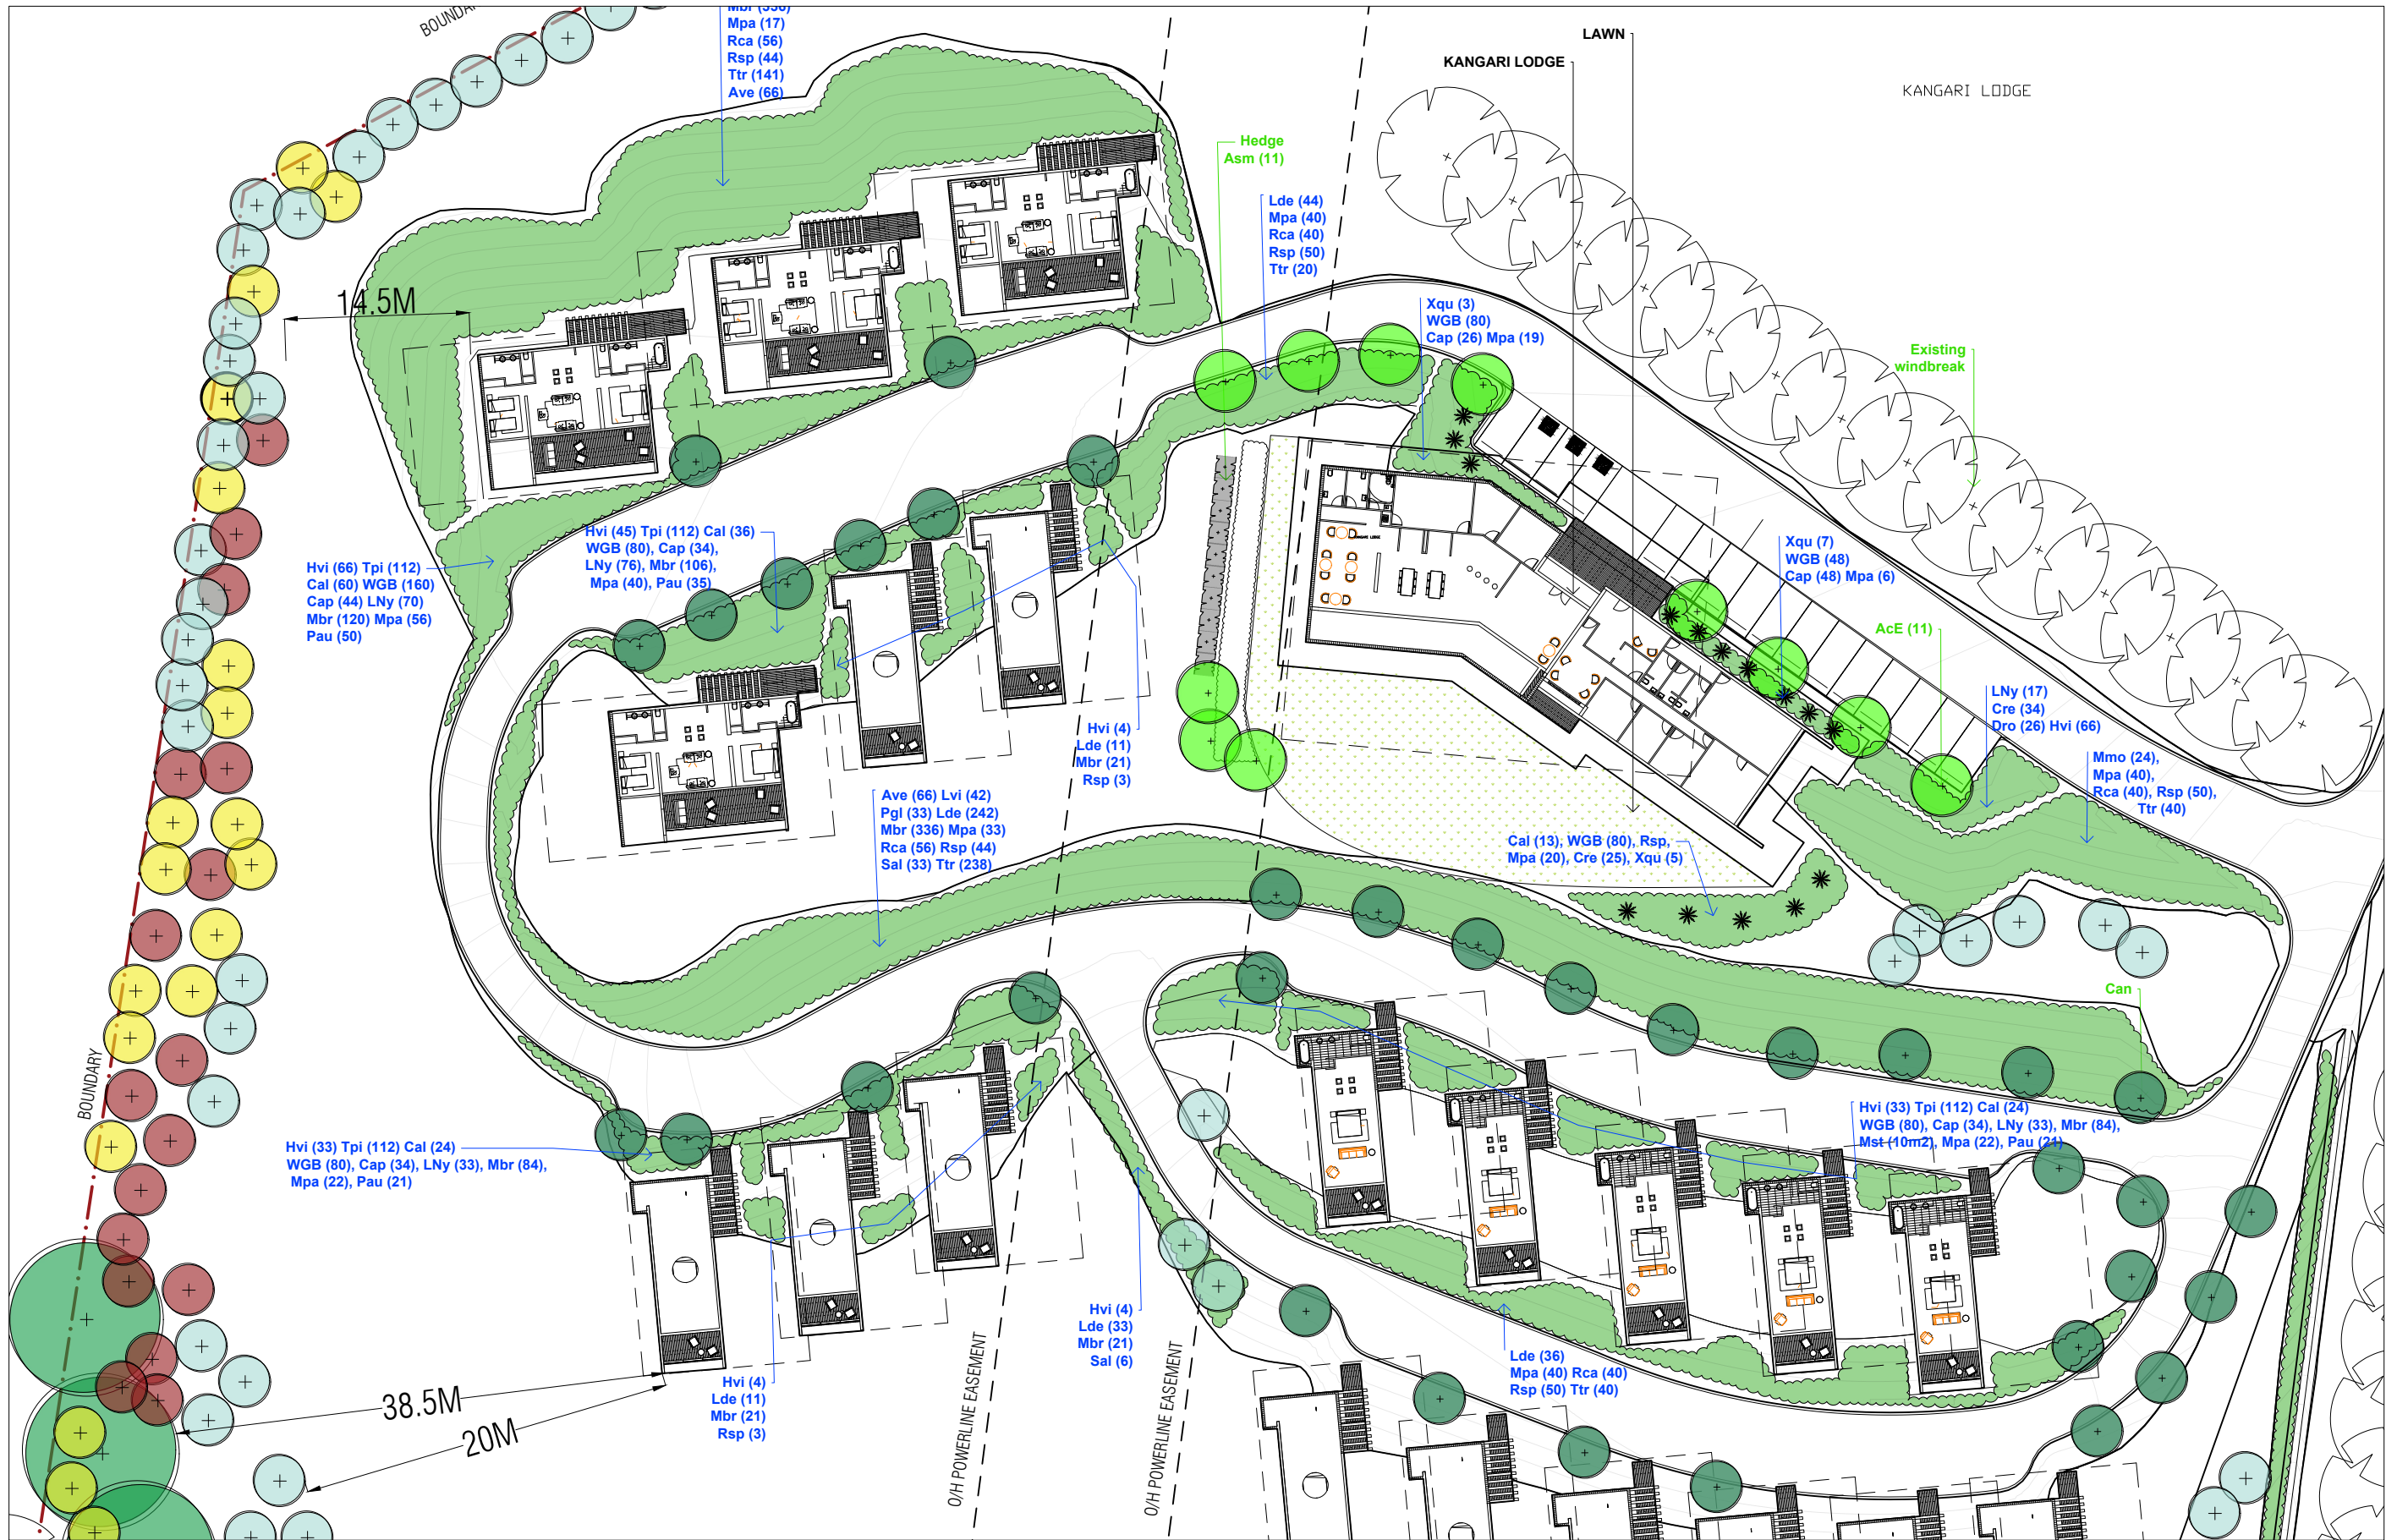 BOUNDARY
Mbr (336)
Mpa (17)
Rca (56)
Rsp (44)
Ttr (141)
Ave (66)
LAWN
KANGARI LODGE
KANGARI LODGE
Hedge
Asm (11)
Lde (44)
Mpa (40)
Rca (40)
Rsp (50)
Ttr (20)
14.5M
Xqu (3)
WGB (80)
Cap (26) Mpa (19)
Existing
windbreak
Hvi (45) Tpi (112) Cal (36)
WGB (80), Cap (34),
LNy (76), Mbr (106),
Mpa (40), Pau (35)
Hvi (66) Tpi (112)
Cal (60) WGB (160)
Cap (44) LNy (70)
Mbr (120) Mpa (56)
Pau (50)
KANGARI LODGE
Xqu (7)
WGB (48)
Cap (48) Mpa (6)
AcE (11)
LNy (17)
Cre (34)
Dro (26) Hvi (66)
Hvi (4)
Lde (11)
Mbr (21)
Rsp (3)
Mmo (24),
Mpa (40),
Rca (40), Rsp (50),
Ttr (40)
Ave (66) Lvi (42)
Pgl (33) Lde (242)
Mbr (336) Mpa (33)
Rca (56) Rsp (44)
Sal (33) Ttr (238)
Cal (13), WGB (80), Rsp,
Mpa (20), Cre (25), Xqu (5)
Can
BOUNDARY
Hvi (33) Tpi (112) Cal (24)
WGB (80), Cap (34), LNy (33), Mbr (84),
Mst (10m2), Mpa (22), Pau (21)
Hvi (33) Tpi (112) Cal (24)
WGB (80), Cap (34), LNy (33), Mbr (84),
Mpa (22), Pau (21)
Hvi (4)
Lde (33)
Mbr (21)
Sal (6)
Lde (36)
Mpa (40) Rca (40)
Rsp (50) Ttr (40)
Hvi (4)
Lde (11)
Mbr (21)
Rsp (3)
38.5M
20M
O/H POWERLINE EASEMENT
O/H POWERLINE EASEMENT